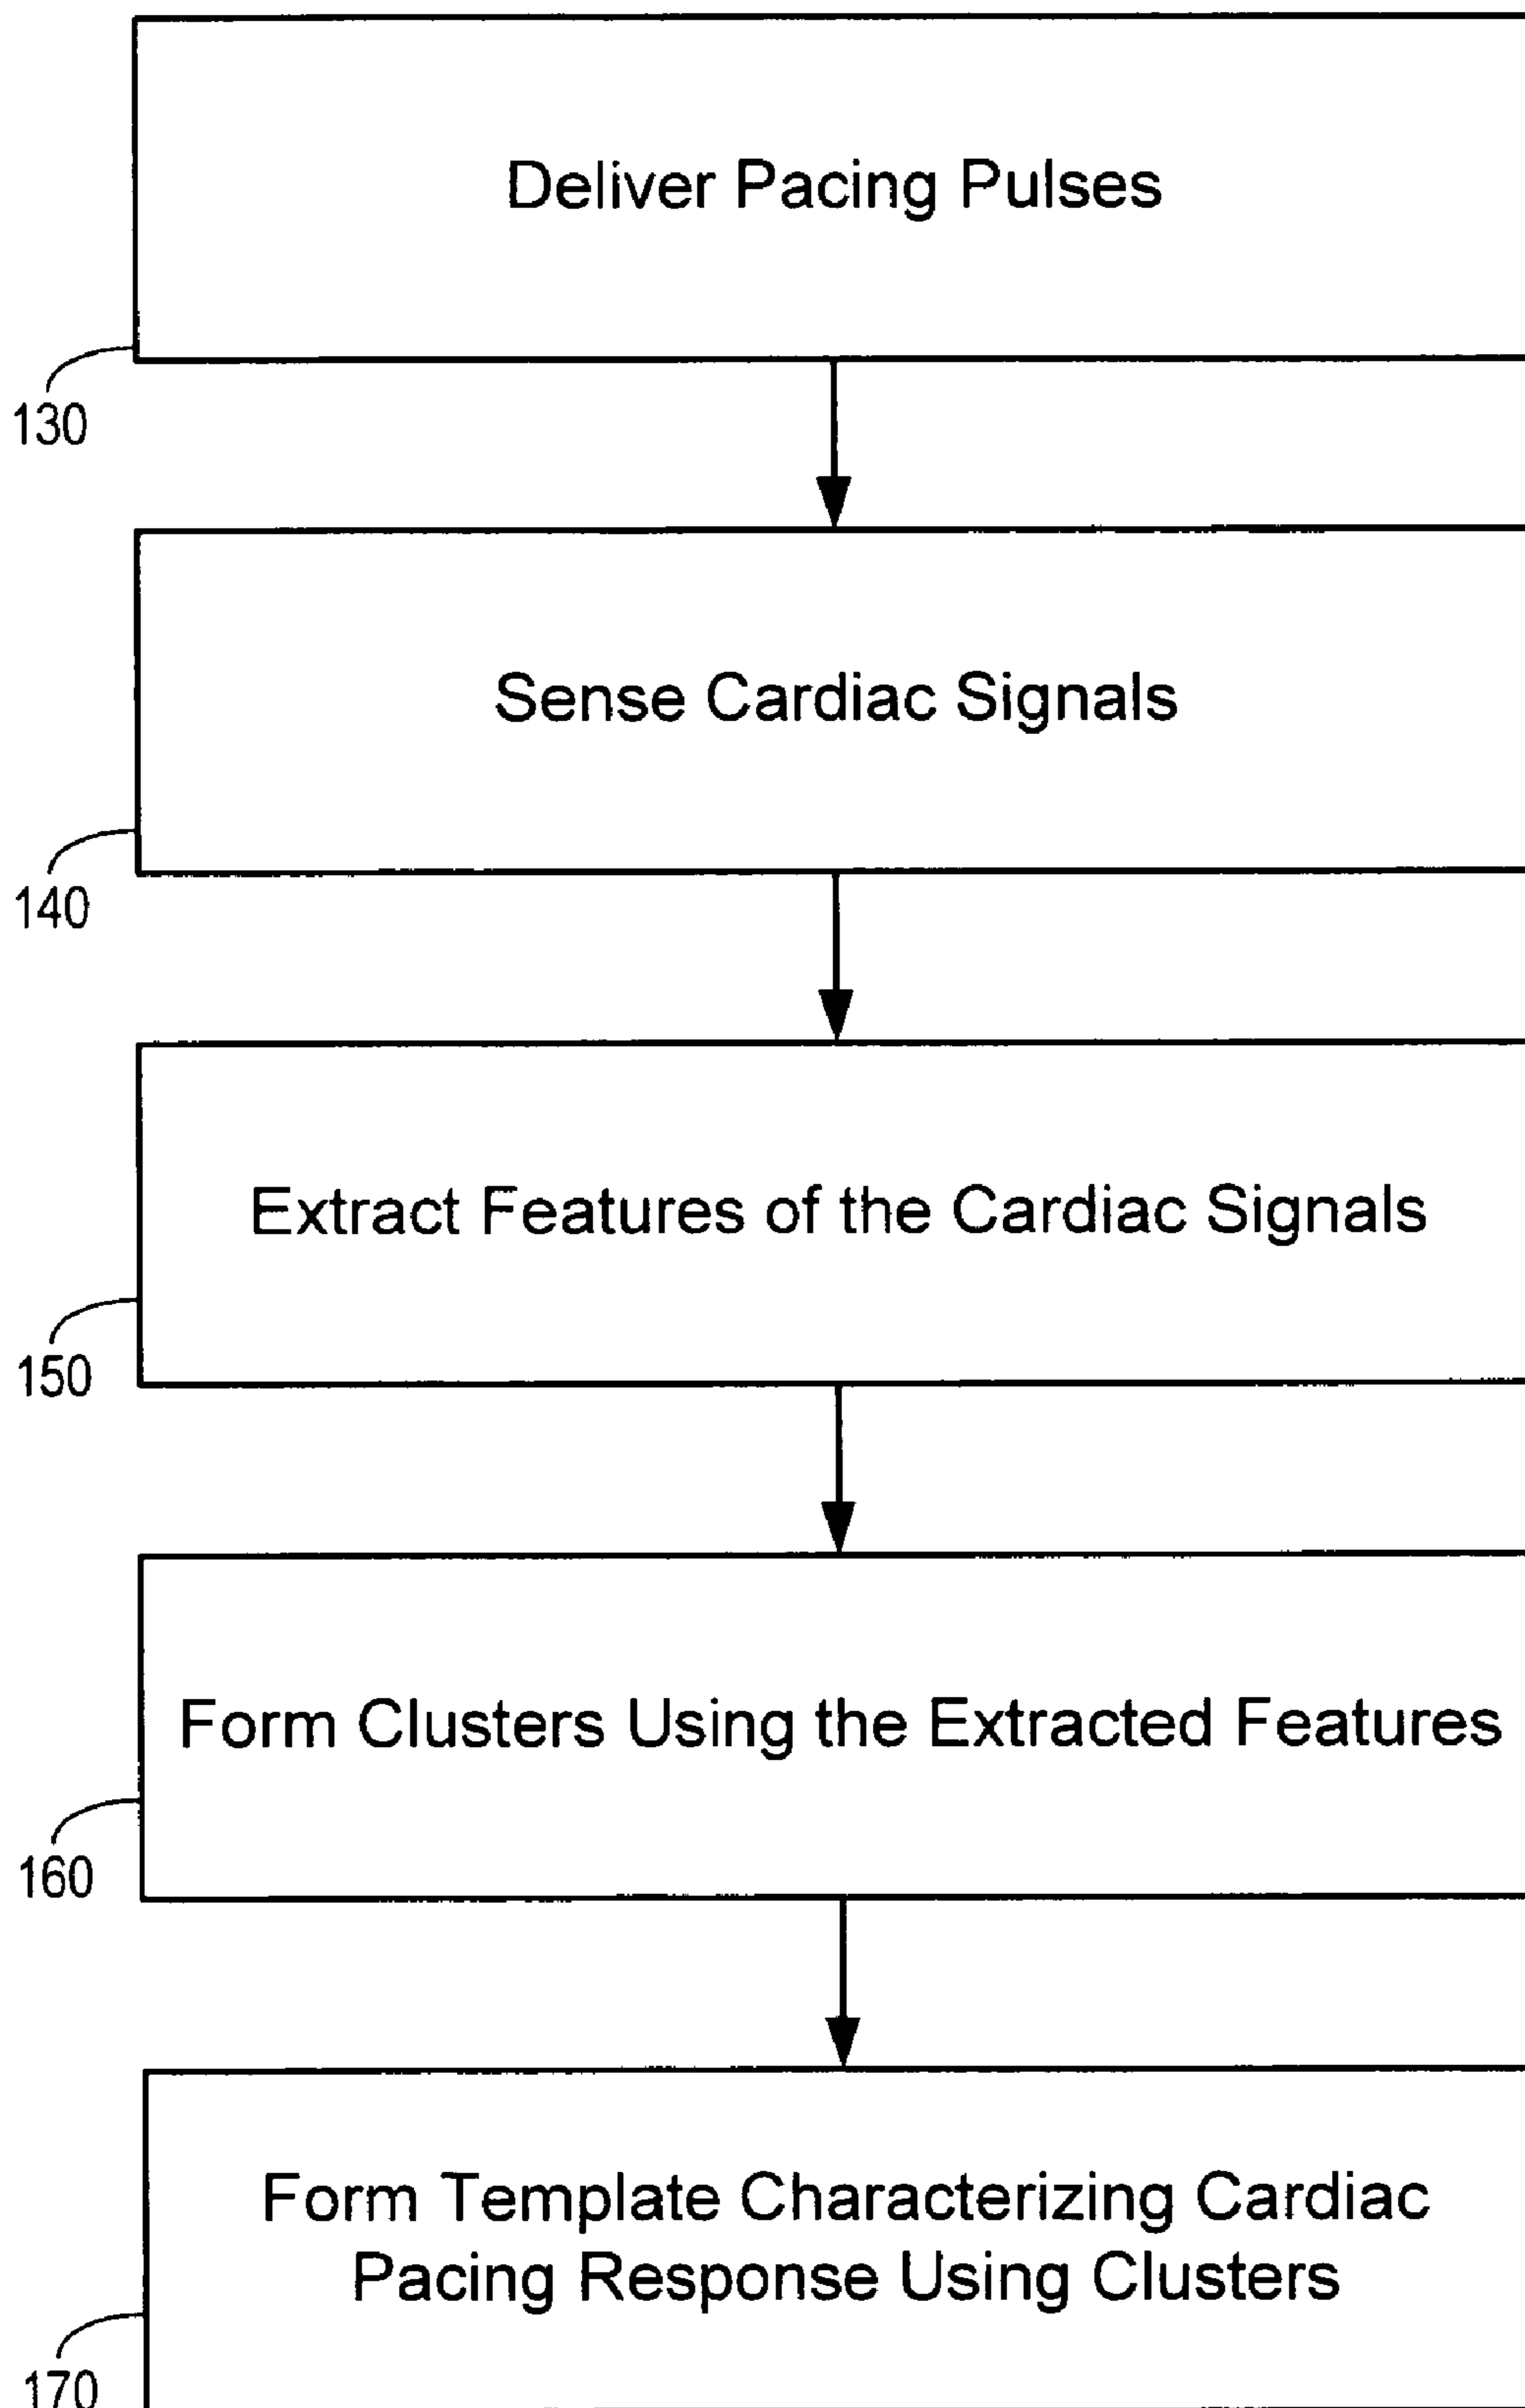 Deliver Pacing Pulses
130
Sense Cardiac Signals
140
Extract Features of the Cardiac Signals
150
Form Clusters Using the Extracted Features
160
Form Template Characterizing Cardiac
Pacing Response Using Clusters
170